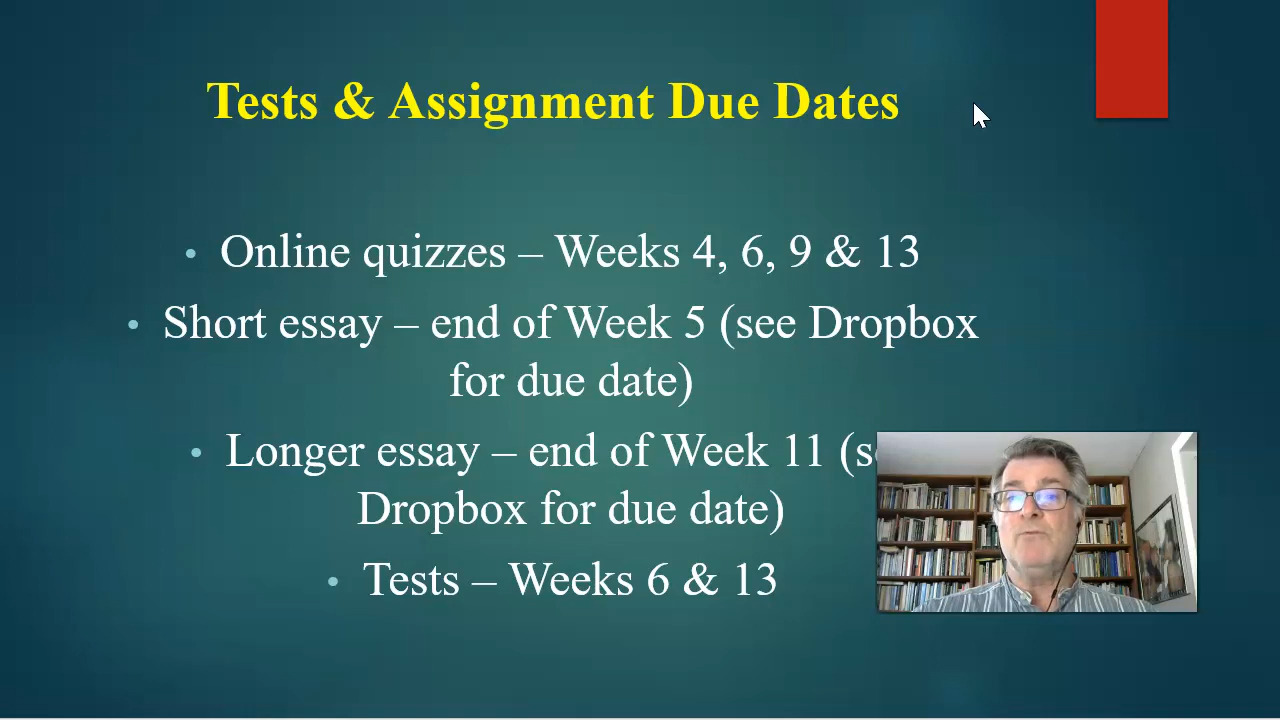 Tests & Assignment Due Dates
• Online quizzes – Weeks 4, 6, 9 & 13
• Short essay – end of Week 5 (see Dropbox
for due date)
• Longer essay – end of Week 11
Dropbox for due date)
• Tests – Weeks 6 & 13